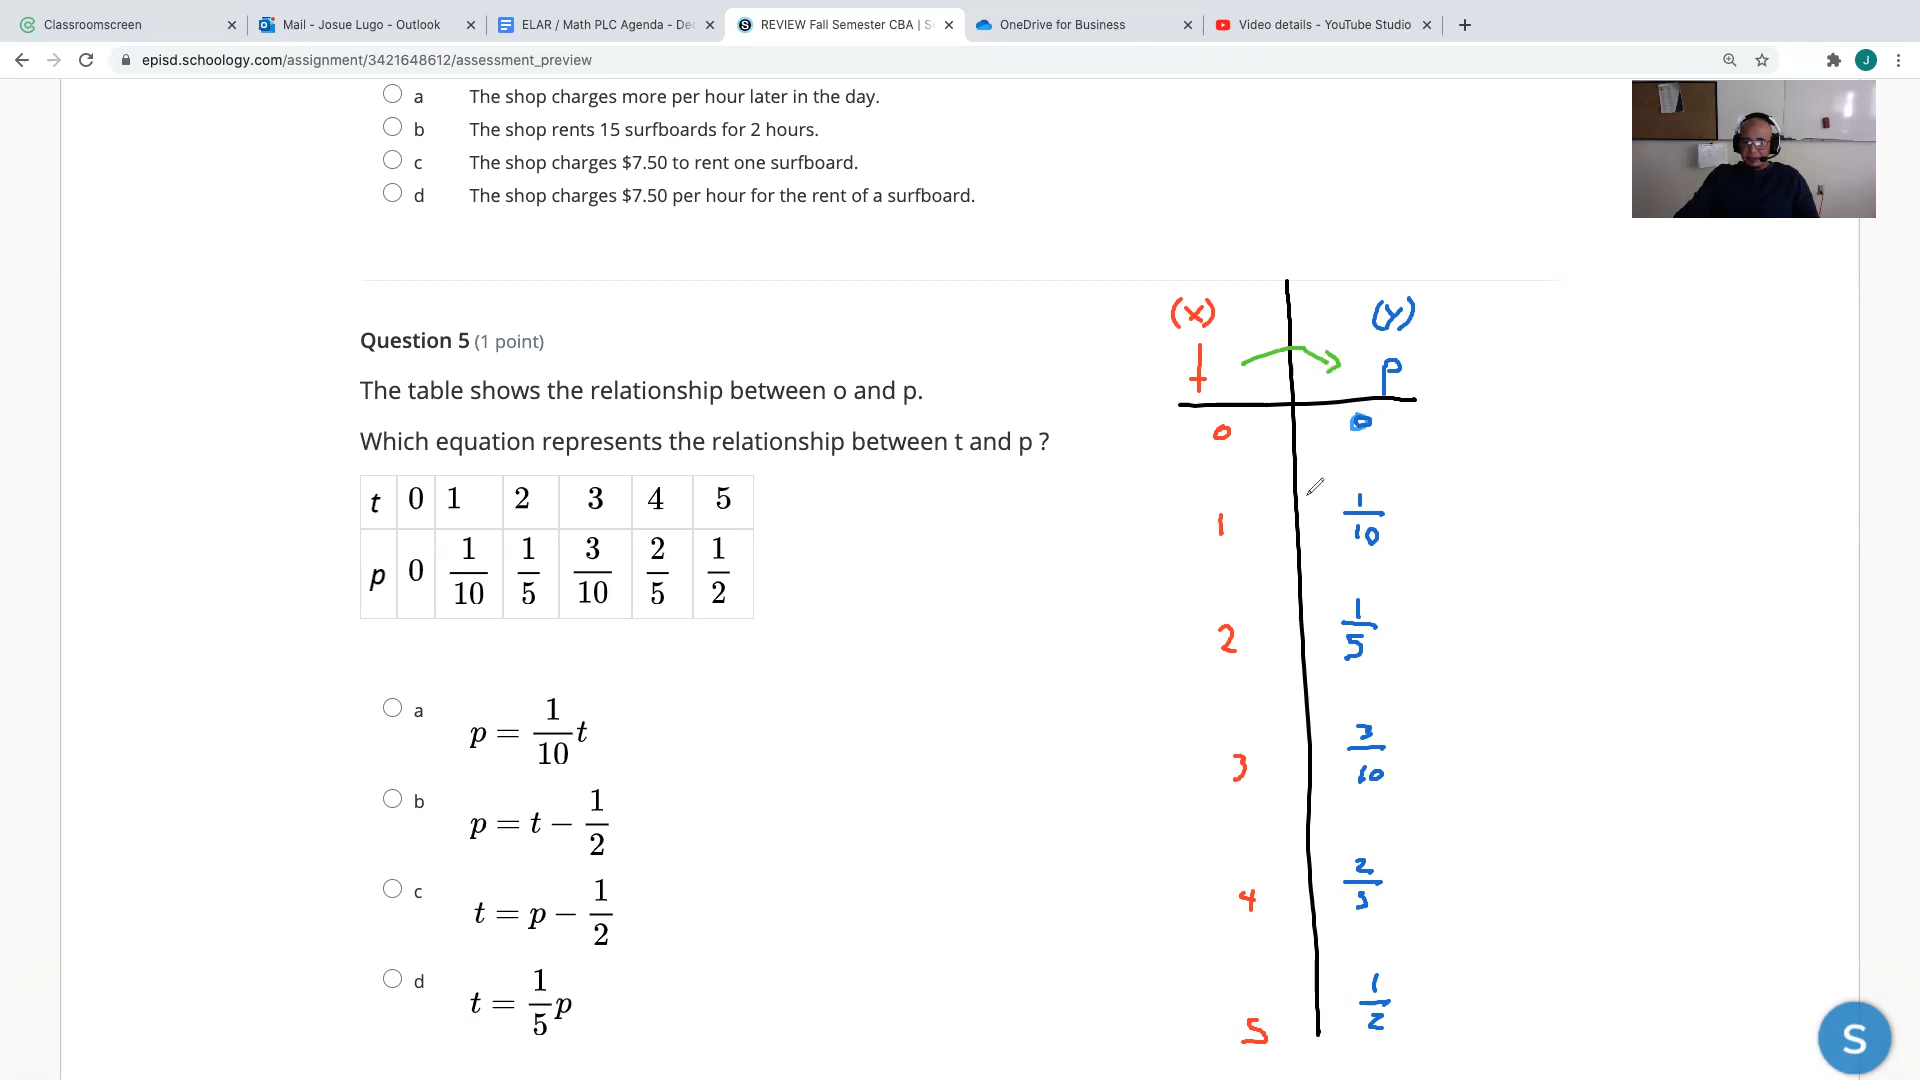 Classroomscreen
Mail - Josue Lugo - Outlook
ELAR / Math PLC Agenda - Dec
REVIEW Fall Semester CBA | S
OneDrive for Business
Video details - YouTube Studio
episd.schoology.com/assignment/3421648612/assessment_preview
J
a The shop charges more per hour later in the day.
b The shop rents 15 surfboards for 2 hours.
c The shop charges $7.50 to rent one surfboard.
d The shop charges $7.50 per hour for the rent of a surfboard.
Question 5 (1 point)
The table shows the relationship between o and p.
Which equation represents the relationship between t and p ?
t 0 1 2 3 4 5
p 0 1/10 1/5 3/10 2/5 1/2
a p = 1/10 t
b p = t − 1/2
c t = p − 1/2
d t = 1/5 p
(x) (y)
t p
0 0
1 1/10
2 1/5
3 3/10
4 2/5
5 1/2
S